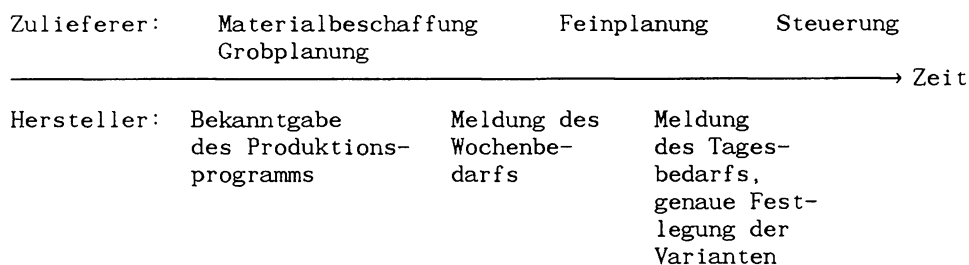 Zulieferer: Materialbeschaffung Feinplanung Steuerung
Grobplanung
Zeit
Hersteller: Bekanntgabe Meldung des Meldung
des Produktions- Wochenbe- des Tages-
programms darfs bedarfs,
genaue Fest-
legung der
Varianten